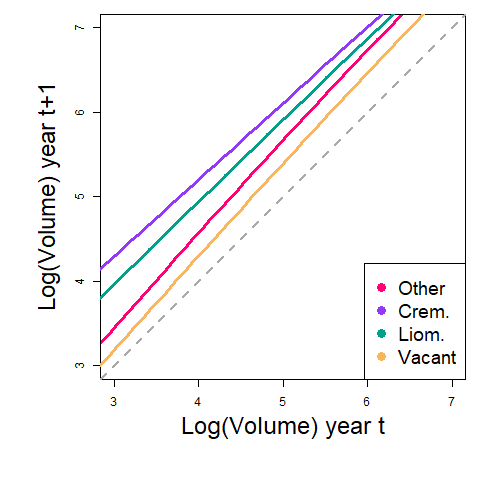 Log(Volume) year t+1
7
6
5
4
3
Other
Crem.
Liom.
Vacant
3 4 5 6 7
Log(Volume) year t